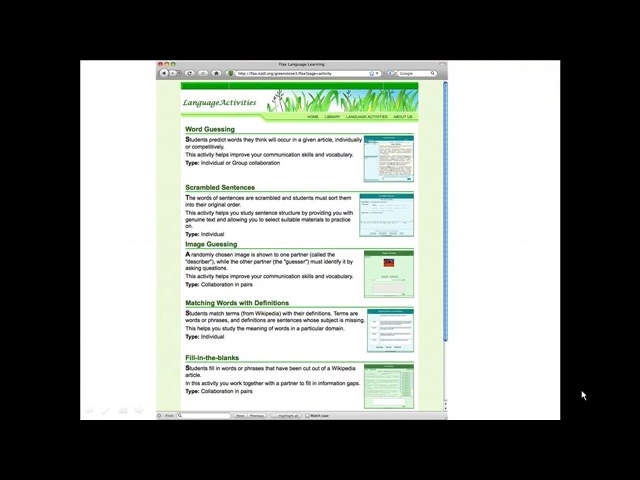 Flax Language Learning
Google
LanguageActivities
HOME LIBRARY LANGUAGE ACTIVITIES ABOUT US
Word Guessing
Students predict words they think will occur in a given article, individually
or competitively.
This activity helps improve your communication skills and vocabulary.
Type: Individual or Group collaboration
Scrambled Sentences
The words of sentences are scrambled and students must sort them
into their original order.
This activity helps you study sentence structure by providing you with
genuine text and allowing you to select suitable materials to practice
on.
Type: Individual
Image Guessing
A randomly chosen image is shown to one partner (called the
"describer"), while the other partner (the "guesser") must identify it by
asking questions.
This activity helps improve your communication skills and vocabulary.
Type: Collaboration in pairs
Matching Words with Definitions
Students match terms (from Wikipedia) with their definitions. Terms are
words or phrases, and definitions are sentences whose subject is missing.
This helps you study the meaning of words in a particular domain.
Type: Individual
Fill-in-the-blanks
Students fill in words or phrases that have been cut out of a Wikipedia
article.
In this activity you work together with a partner to fill in information gaps.
Type: Collaboration in pairs
Next Previous Highlight all Match case